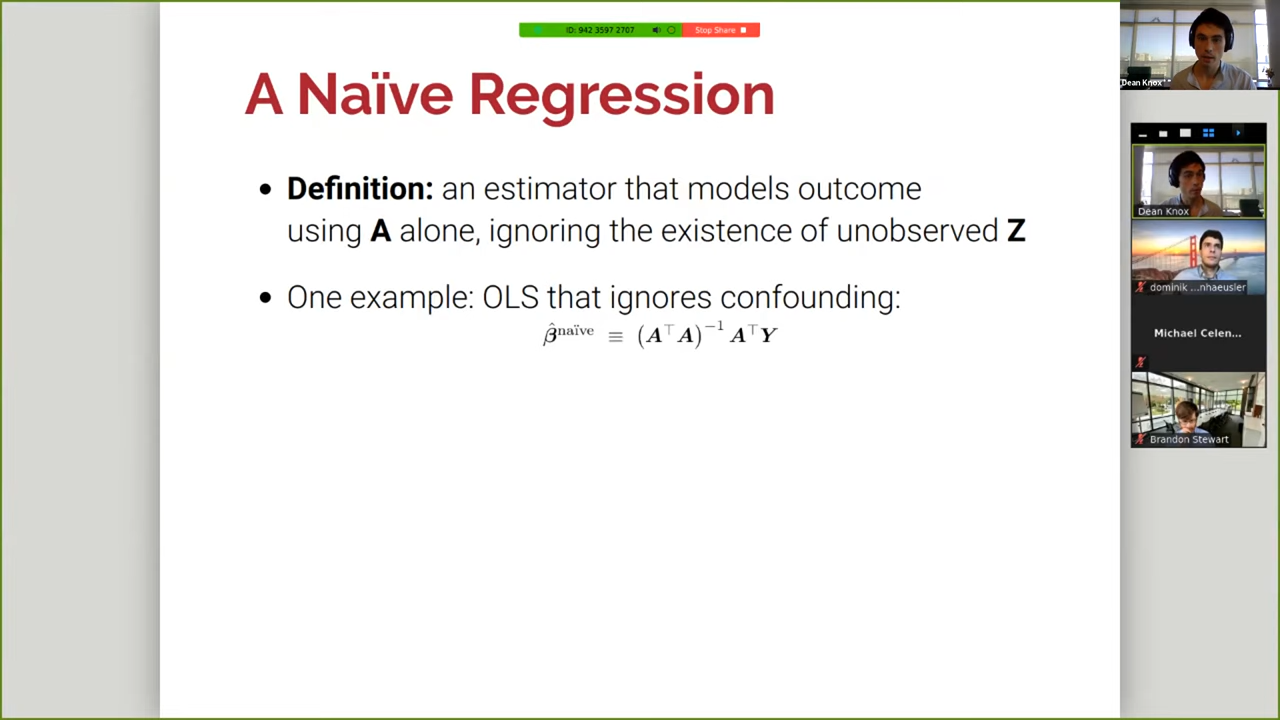 ID: 942 3597 2707
Stop Share
A Naïve Regression
• Definition: an estimator that models outcome
using A alone, ignoring the existence of unobserved Z
• One example: OLS that ignores confounding:
β̂ⁿᵃïᵛᵉ ≡ (A⊤A)⁻¹ A⊤Y
Dean Knox
Dean Knox
dominik ...nhaeusler
Michael Celen...
Brandon Stewart